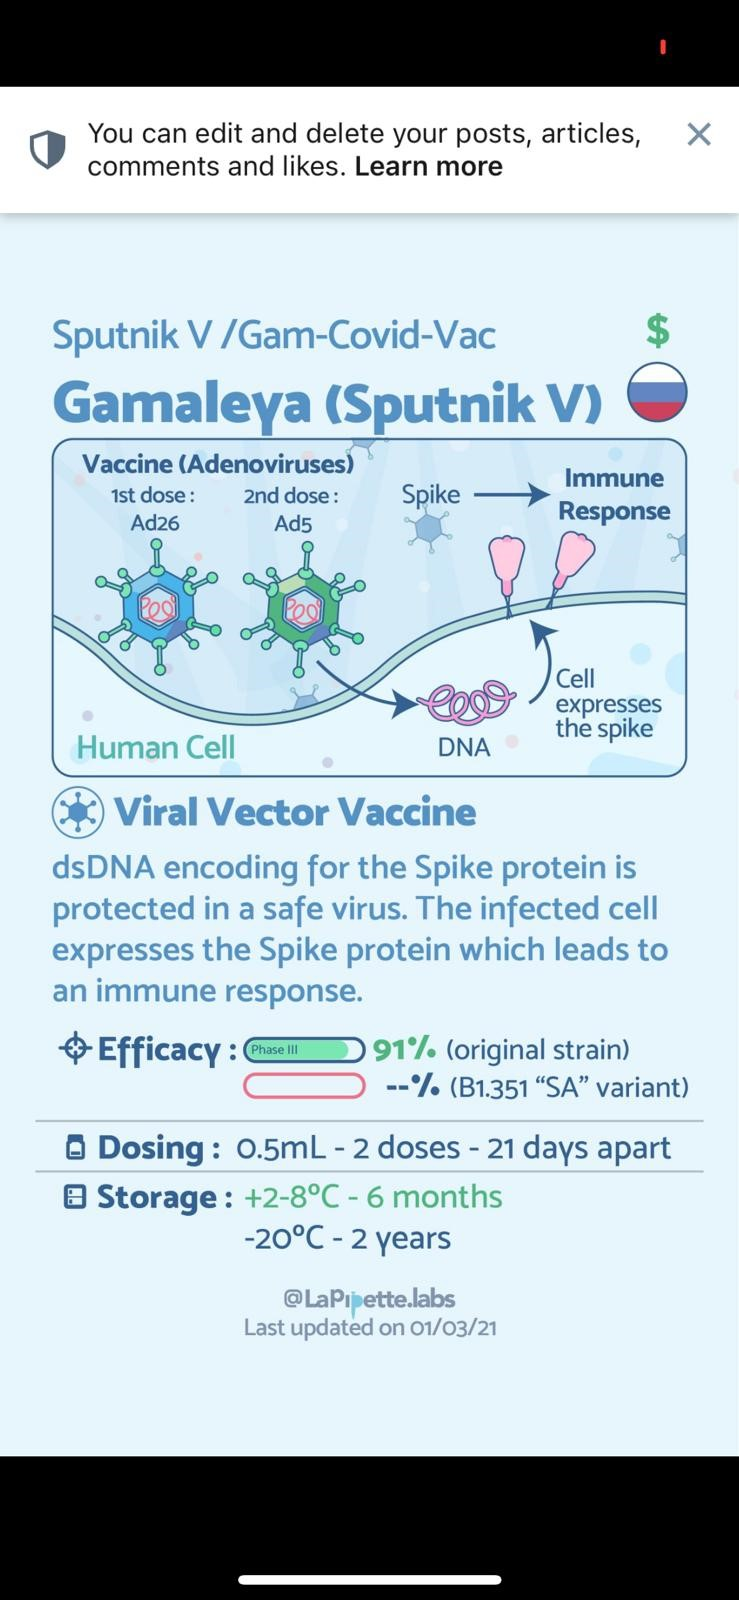 You can edit and delete your posts, articles,
comments and likes. Learn more
Sputnik V /Gam-Covid-Vac
$
Gamaleya (Sputnik V)
Vaccine (Adenoviruses)
1st dose :
Ad26
2nd dose :
Ad5
Spike
Immune
Response
Cell
expresses
the spike
DNA
Human Cell
Viral Vector Vaccine
dsDNA encoding for the Spike protein is
protected in a safe virus. The infected cell
expresses the Spike protein which leads to
an immune response.
Efficacy : Phase III 91% (original strain)
--% (B1.351 “SA” variant)
Dosing : 0.5mL - 2 doses - 21 days apart
Storage : +2-8ºC - 6 months
-20ºC - 2 years
@LaPipette.labs
Last updated on 01/03/21